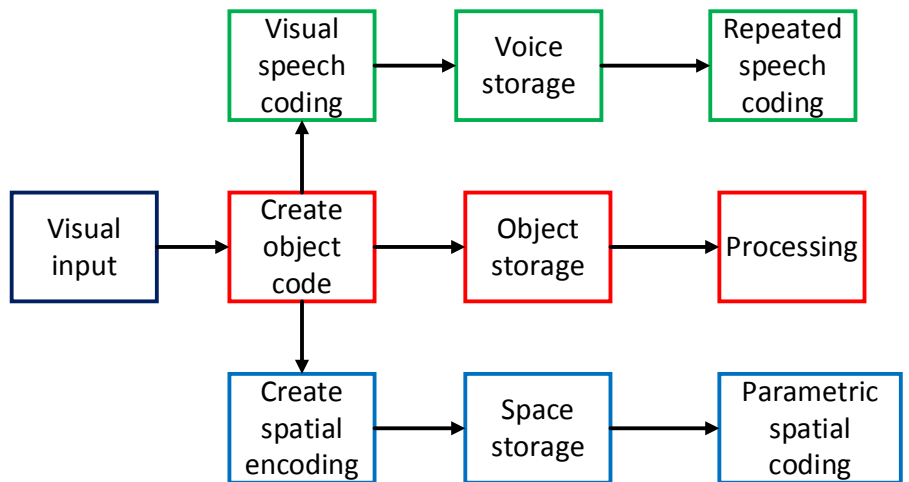 Visual
speech
coding
Voice
storage
Repeated
speech
coding
Visual
input
Create
object
code
Object
storage
Processing
Create
spatial
encoding
Space
storage
Parametric
spatial
coding